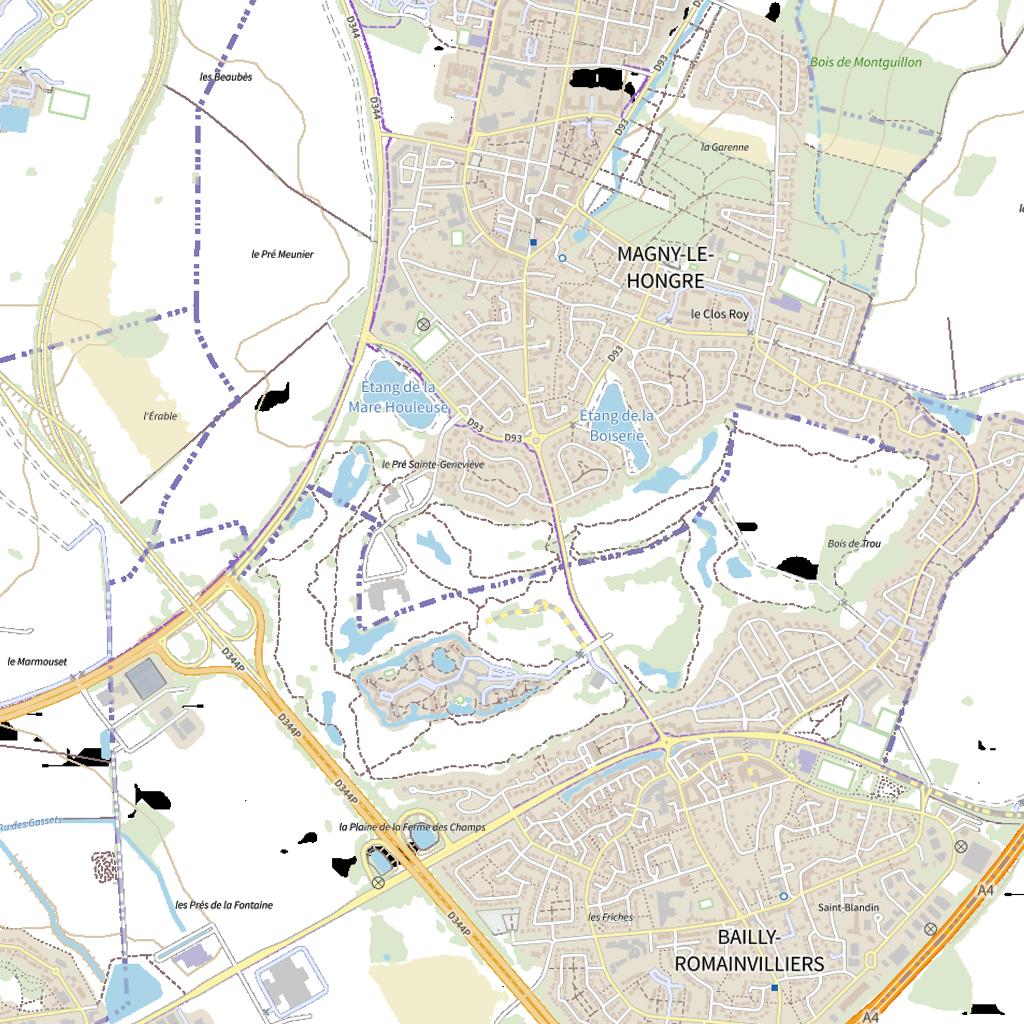 D344
D93
Bois de Montguillon
les Beaubès
D344
D93
la Garenne
le Pré Meunier
MAGNY-LE-
HONGRE
le Clos Roy
D93
Étang de la
Mare Houleuse
l'Érable
Étang de la
Boiserie
D93
D93
le Pré Sainte-Geneviève
Bois de Trou
le Marmouset
D344P
D344P
D344P
la Plaine de la Ferme des Champs
Ru des Gassets
A4
les Prés de la Fontaine
Saint-Blandin
les Friches
D344P
BAILLY-
ROMAINVILLIERS
A4